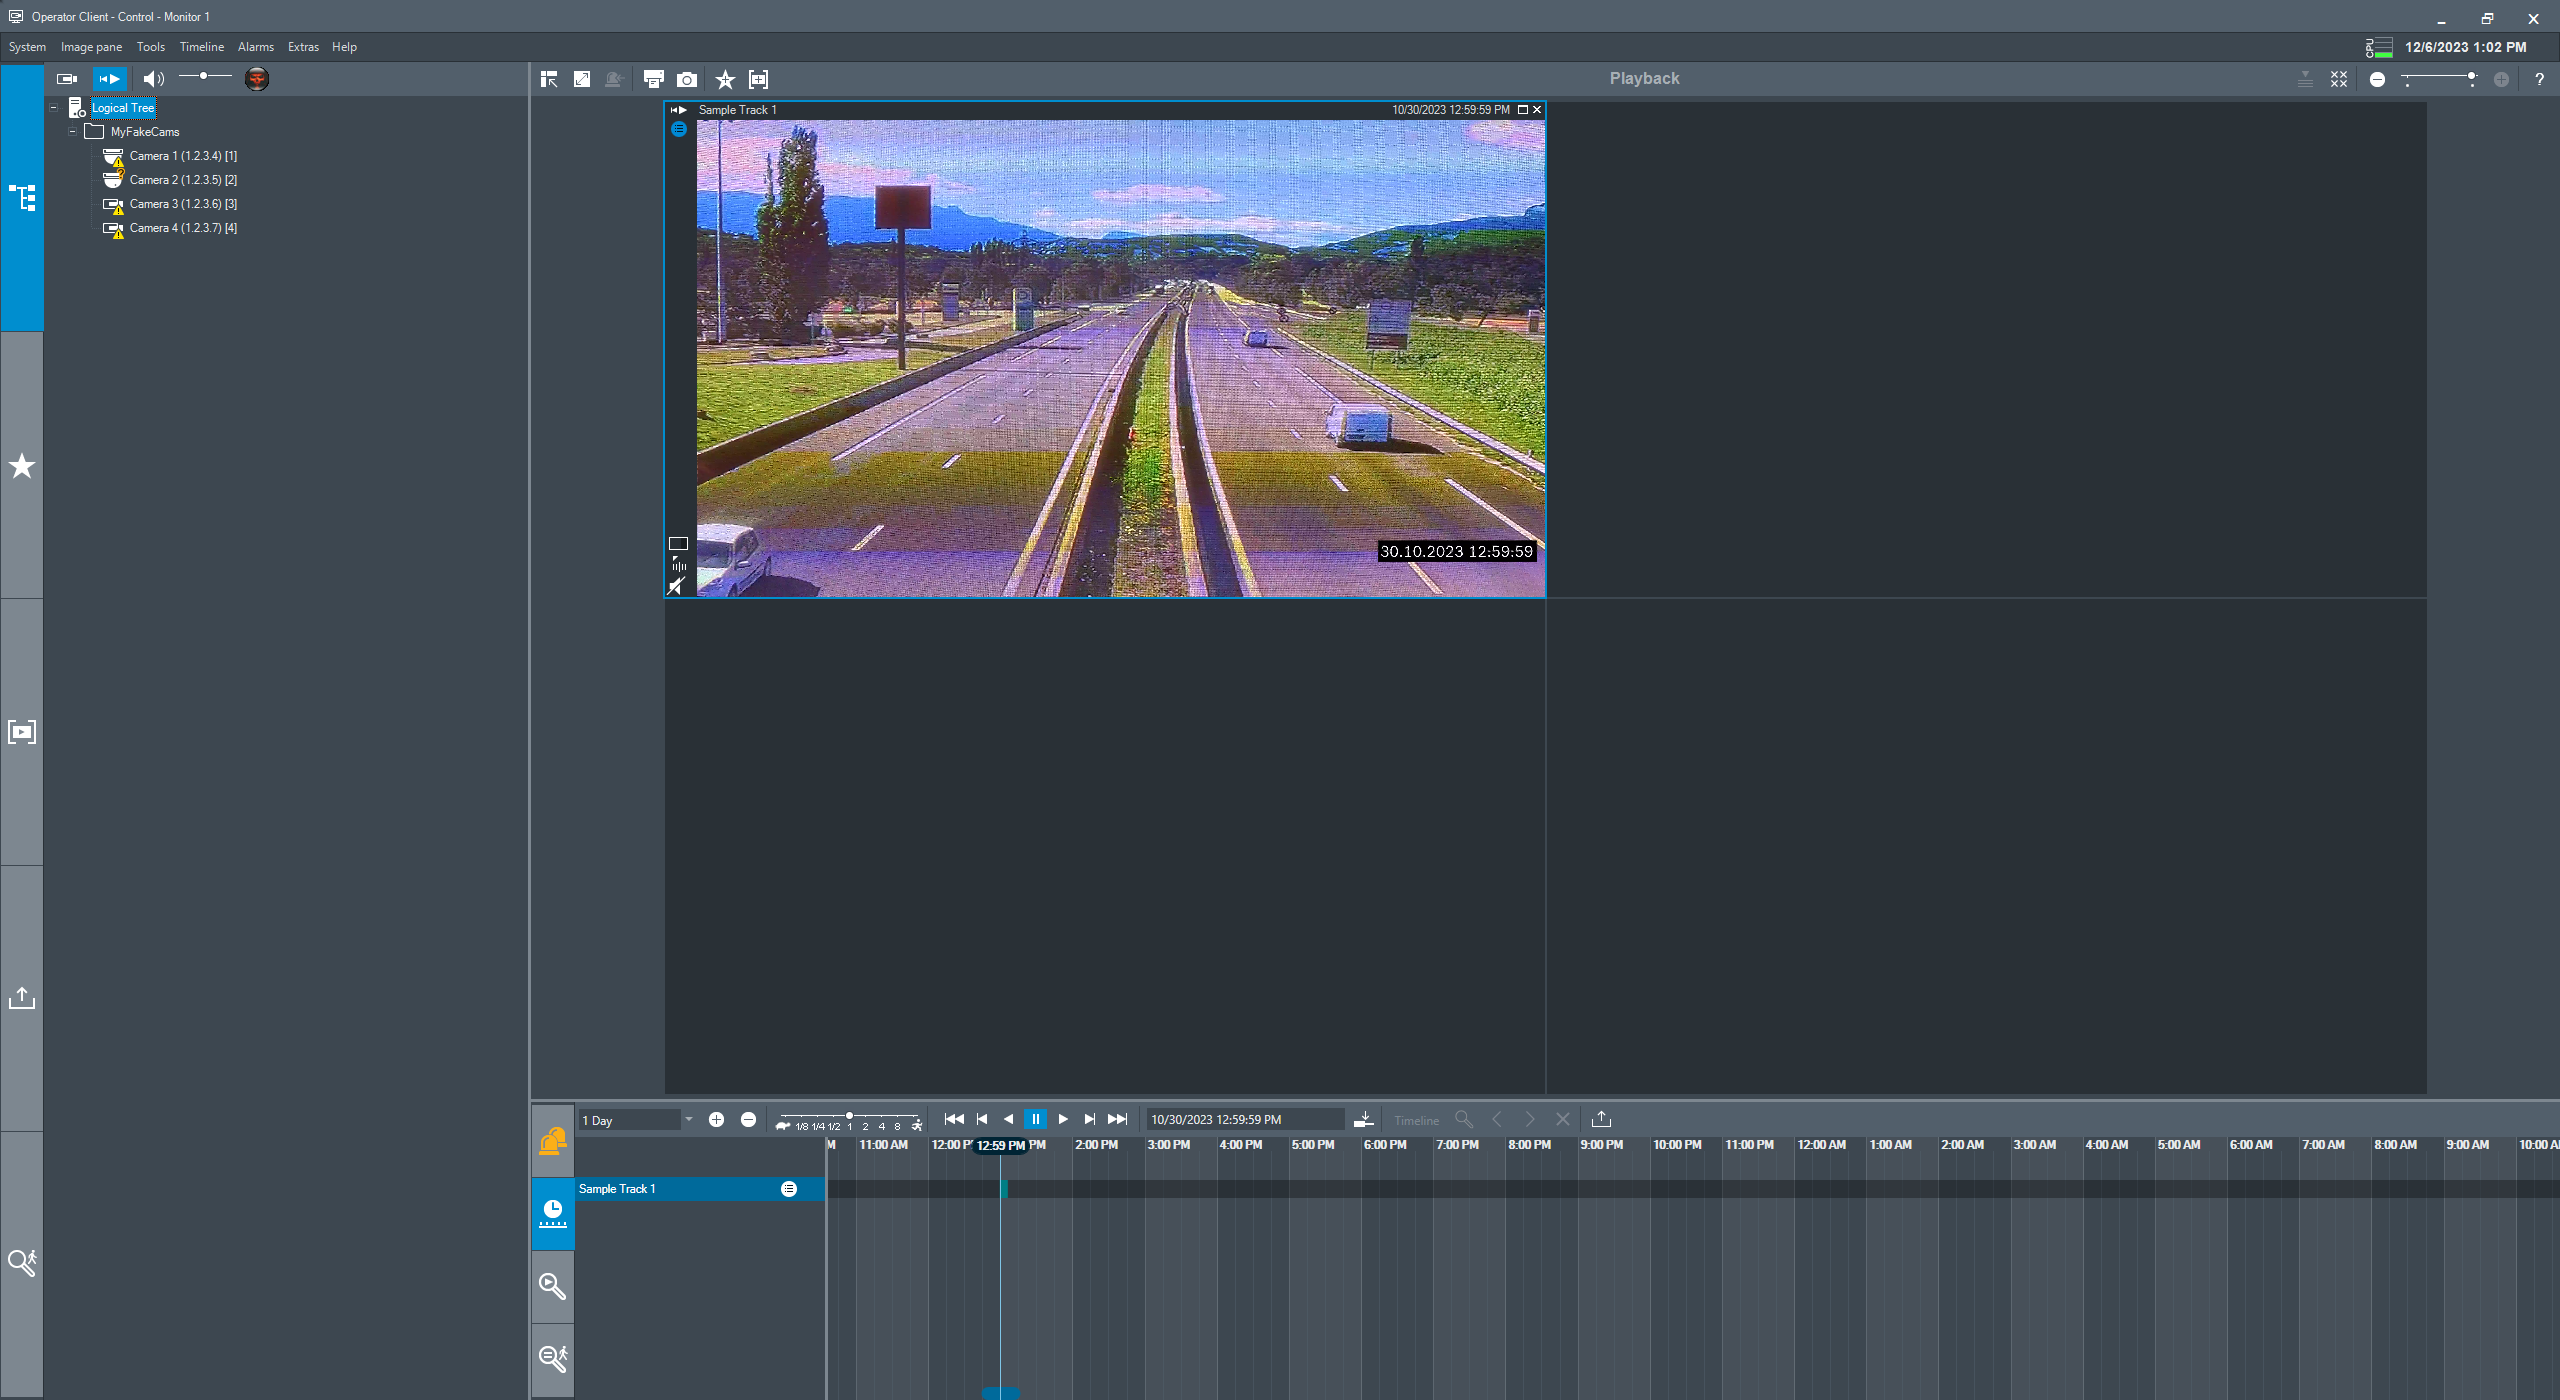 Operator Client - Control - Monitor 1
System Image pane Tools Timeline Alarms Extras Help
CPU
12/6/2023 1:02 PM
Playback
?
Logical Tree
MyFakeCams
Camera 1 (1.2.3.4) [1]
Camera 2 (1.2.3.5) [2]
Camera 3 (1.2.3.6) [3]
Camera 4 (1.2.3.7) [4]
Sample Track 1
10/30/2023 12:59:59 PM
30.10.2023 12:59:59
1 Day
1/8 1/4 1/2 1 2 4 8
10/30/2023 12:59:59 PM
Timeline
M 11:00 AM 12:00 P 12:59 PM PM 2:00 PM 3:00 PM 4:00 PM 5:00 PM 6:00 PM 7:00 PM 8:00 PM 9:00 PM 10:00 PM 11:00 PM 12:00 AM 1:00 AM 2:00 AM 3:00 AM 4:00 AM 5:00 AM 6:00 AM 7:00 AM 8:00 AM 9:00 AM 10:00 A
Sample Track 1